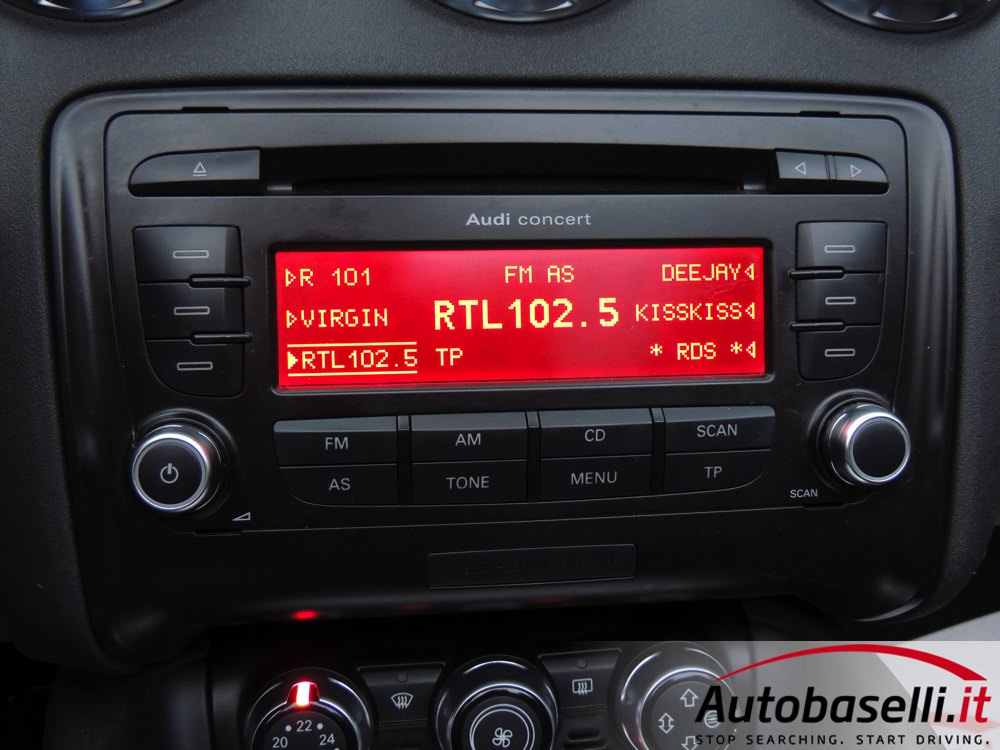 Audi concert
R 101 FM AS DEEJAY
VIRGIN RTL102.5 KISSKISS
RTL102.5 TP * RDS *
FM AM CD SCAN
AS TONE MENU TP
SCAN
20 22 24
Autobaselli.it
STOP SEARCHING. START DRIVING.